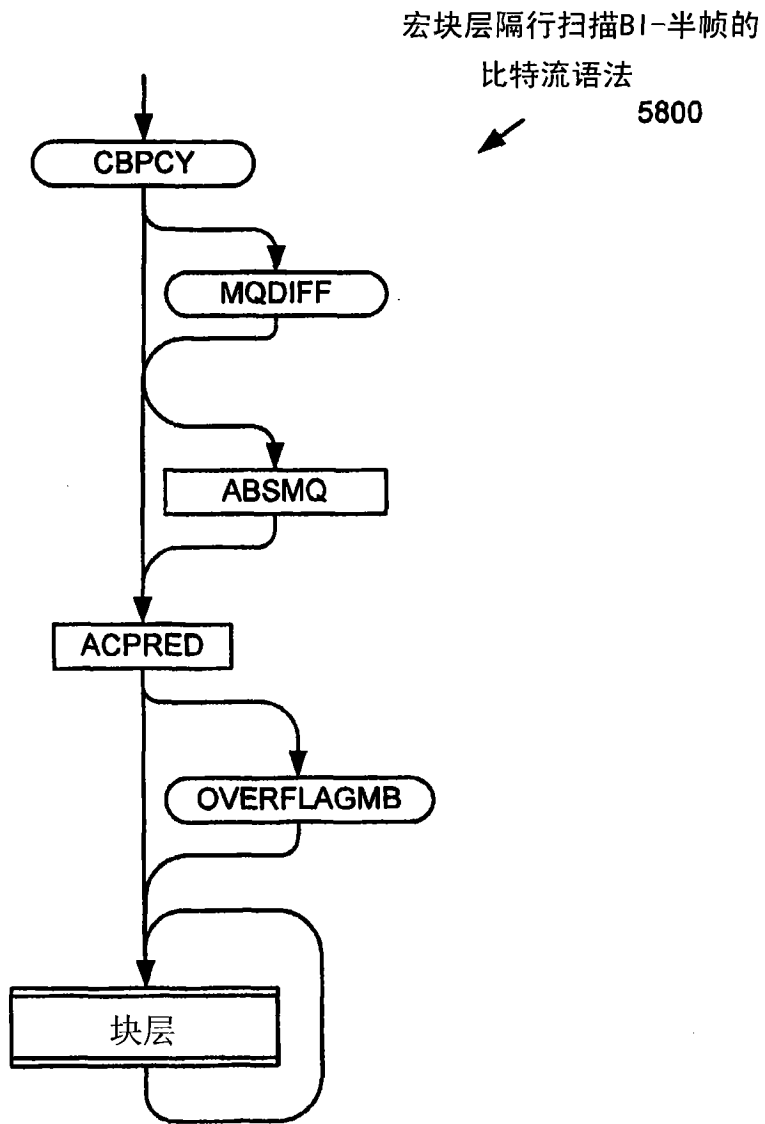 宏块层隔行扫描BI-半帧的
比特流语法
5800
CBPCY
MQDIFF
ABSMQ
ACPRED
OVERFLAGMB
块层